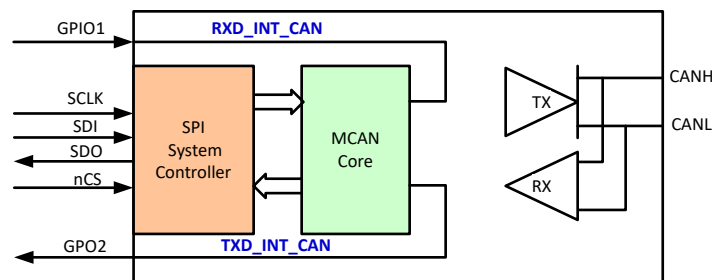 GPIO1
RXD_INT_CAN
SCLK
SDI
SDO
nCS
SPI
System
Controller
MCAN
Core
TX
RX
CANH
CANL
GPO2
TXD_INT_CAN